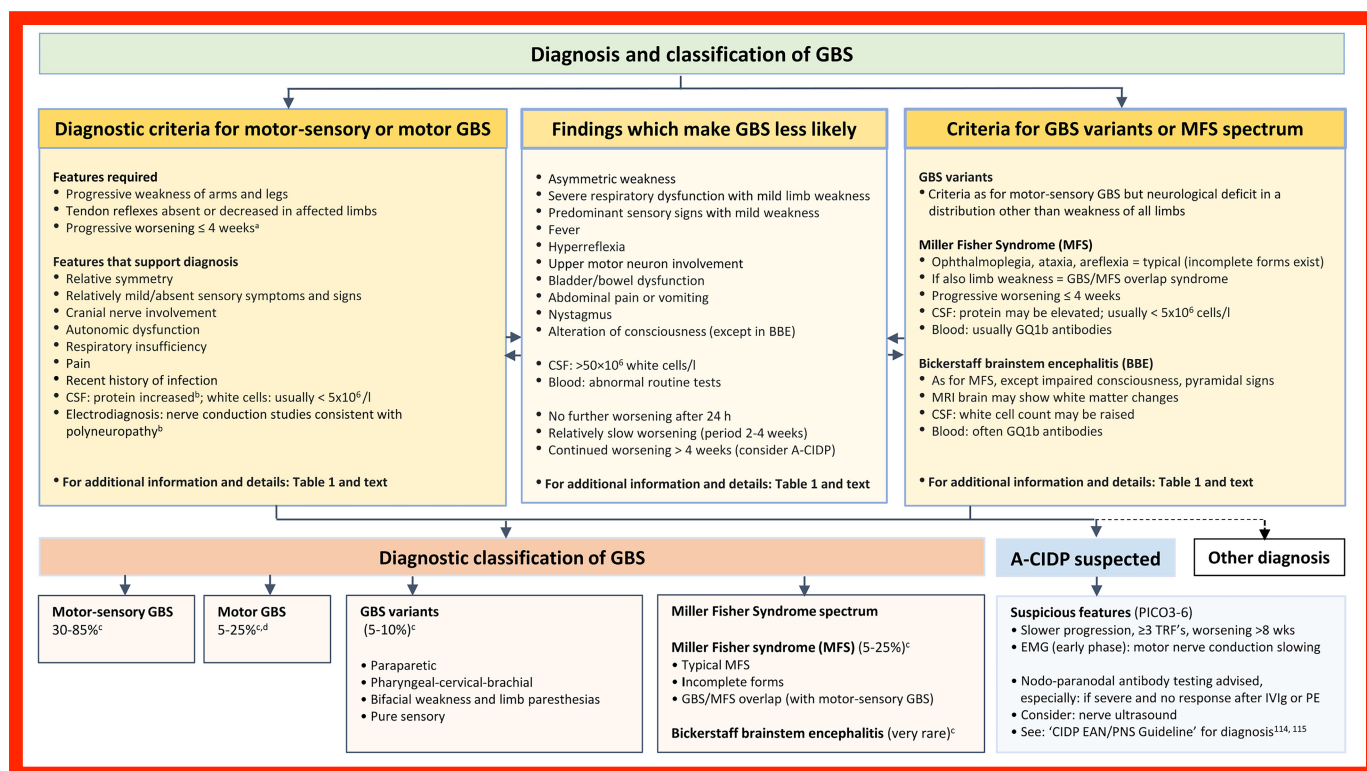 Diagnosis and classification of GBS
Diagnostic criteria for motor-sensory or motor GBS
Features required
• Progressive weakness of arms and legs
• Tendon reflexes absent or decreased in affected limbs
• Progressive worsening ≤ 4 weeksᵃ
Features that support diagnosis
• Relative symmetry
• Relatively mild/absent sensory symptoms and signs
• Cranial nerve involvement
• Autonomic dysfunction
• Respiratory insufficiency
• Pain
• Recent history of infection
• CSF: protein increasedᵇ; white cells: usually < 5x10⁶/l
• Electrodiagnosis: nerve conduction studies consistent with
polyneuropathyᵇ
• For additional information and details: Table 1 and text
Findings which make GBS less likely
• Asymmetric weakness
• Severe respiratory dysfunction with mild limb weakness
• Predominant sensory signs with mild weakness
• Fever
• Hyperreflexia
• Upper motor neuron involvement
• Bladder/bowel dysfunction
• Abdominal pain or vomiting
• Nystagmus
• Alteration of consciousness (except in BBE)
• CSF: >50×10⁶ white cells/l
• Blood: abnormal routine tests
• No further worsening after 24 h
• Relatively slow worsening (period 2-4 weeks)
• Continued worsening > 4 weeks (consider A-CIDP)
• For additional information and details: Table 1 and text
Criteria for GBS variants or MFS spectrum
GBS variants
• Criteria as for motor-sensory GBS but neurological deficit in a
distribution other than weakness of all limbs
Miller Fisher Syndrome (MFS)
• Ophthalmoplegia, ataxia, areflexia = typical (incomplete forms exist)
• If also limb weakness = GBS/MFS overlap syndrome
• Progressive worsening ≤ 4 weeks
• CSF: protein may be elevated; usually < 5x10⁶ cells/l
• Blood: usually GQ1b antibodies
Bickerstaff brainstem encephalitis (BBE)
• As for MFS, except impaired consciousness, pyramidal signs
• MRI brain may show white matter changes
• CSF: white cell count may be raised
• Blood: often GQ1b antibodies
• For additional information and details: Table 1 and text
Diagnostic classification of GBS
A-CIDP suspected
Other diagnosis
Motor-sensory GBS
30-85%ᶜ
Motor GBS
5-25%ᶜ,ᵈ
GBS variants
(5-10%)ᶜ
• Paraparetic
• Pharyngeal-cervical-brachial
• Bifacial weakness and limb paresthesias
• Pure sensory
Miller Fisher Syndrome spectrum
Miller Fisher syndrome (MFS) (5-25%)ᶜ
• Typical MFS
• Incomplete forms
• GBS/MFS overlap (with motor-sensory GBS)
Bickerstaff brainstem encephalitis (very rare)ᶜ
Suspicious features (PICO3-6)
• Slower progression, ≥3 TRF's, worsening >8 wks
• EMG (early phase): motor nerve conduction slowing
• Nodo-paranodal antibody testing advised,
especially: if severe and no response after IVIg or PE
• Consider: nerve ultrasound
• See: 'CIDP EAN/PNS Guideline' for diagnosis¹¹⁴, ¹¹⁵